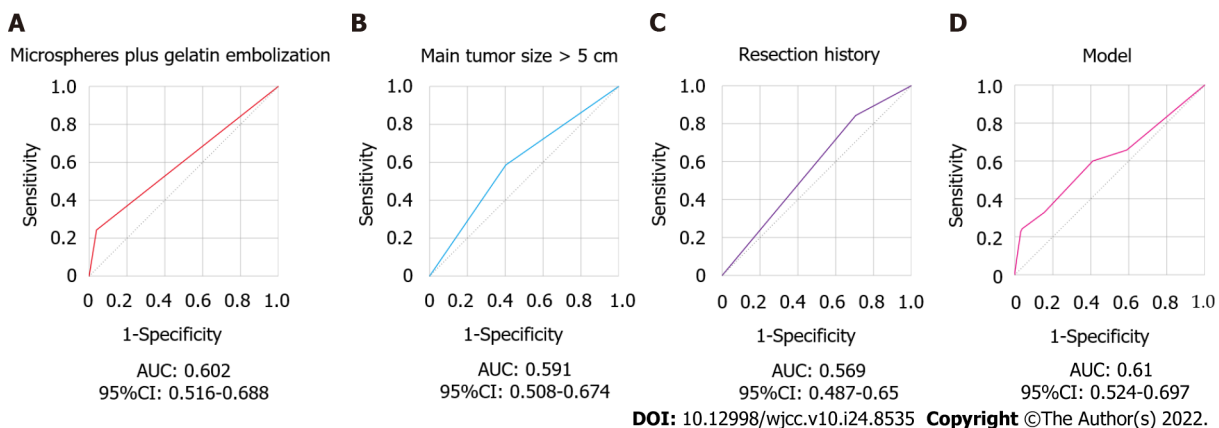 A
Microspheres plus gelatin embolization
Sensitivity
1.0
0.8
0.6
0.4
0.2
0
0 0.2 0.4 0.6 0.8 1.0
1-Specificity
AUC: 0.602
95%CI: 0.516-0.688
B
Main tumor size > 5 cm
Sensitivity
1.0
0.8
0.6
0.4
0.2
0
0 0.2 0.4 0.6 0.8 1.0
1-Specificity
AUC: 0.591
95%CI: 0.508-0.674
C
Resection history
Sensitivity
1.0
0.8
0.6
0.4
0.2
0
0 0.2 0.4 0.6 0.8 1.0
1-Specificity
AUC: 0.569
95%CI: 0.487-0.65
D
Model
Sensitivity
1.0
0.8
0.6
0.4
0.2
0
0 0.2 0.4 0.6 0.8 1.0
1-Specificity
AUC: 0.61
95%CI: 0.524-0.697
DOI: 10.12998/wjcc.v10.i24.8535 Copyright ©The Author(s) 2022.